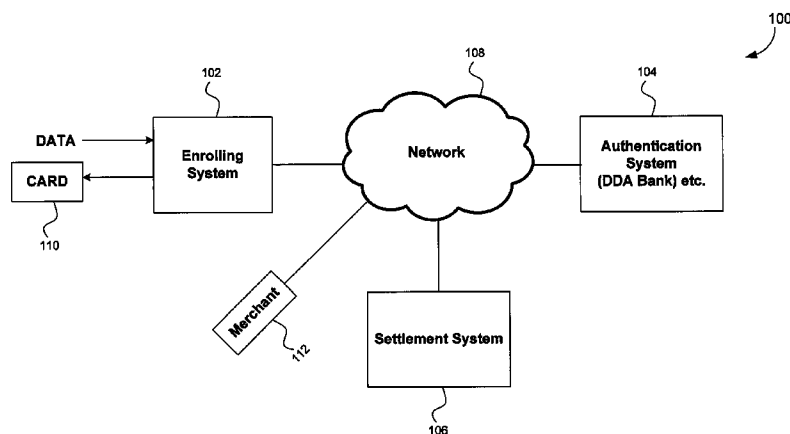 100
108
102
104
DATA
Enrolling
System
Network
Authentication
System
(DDA Bank) etc.
CARD
110
Merchant
112
Settlement System
106